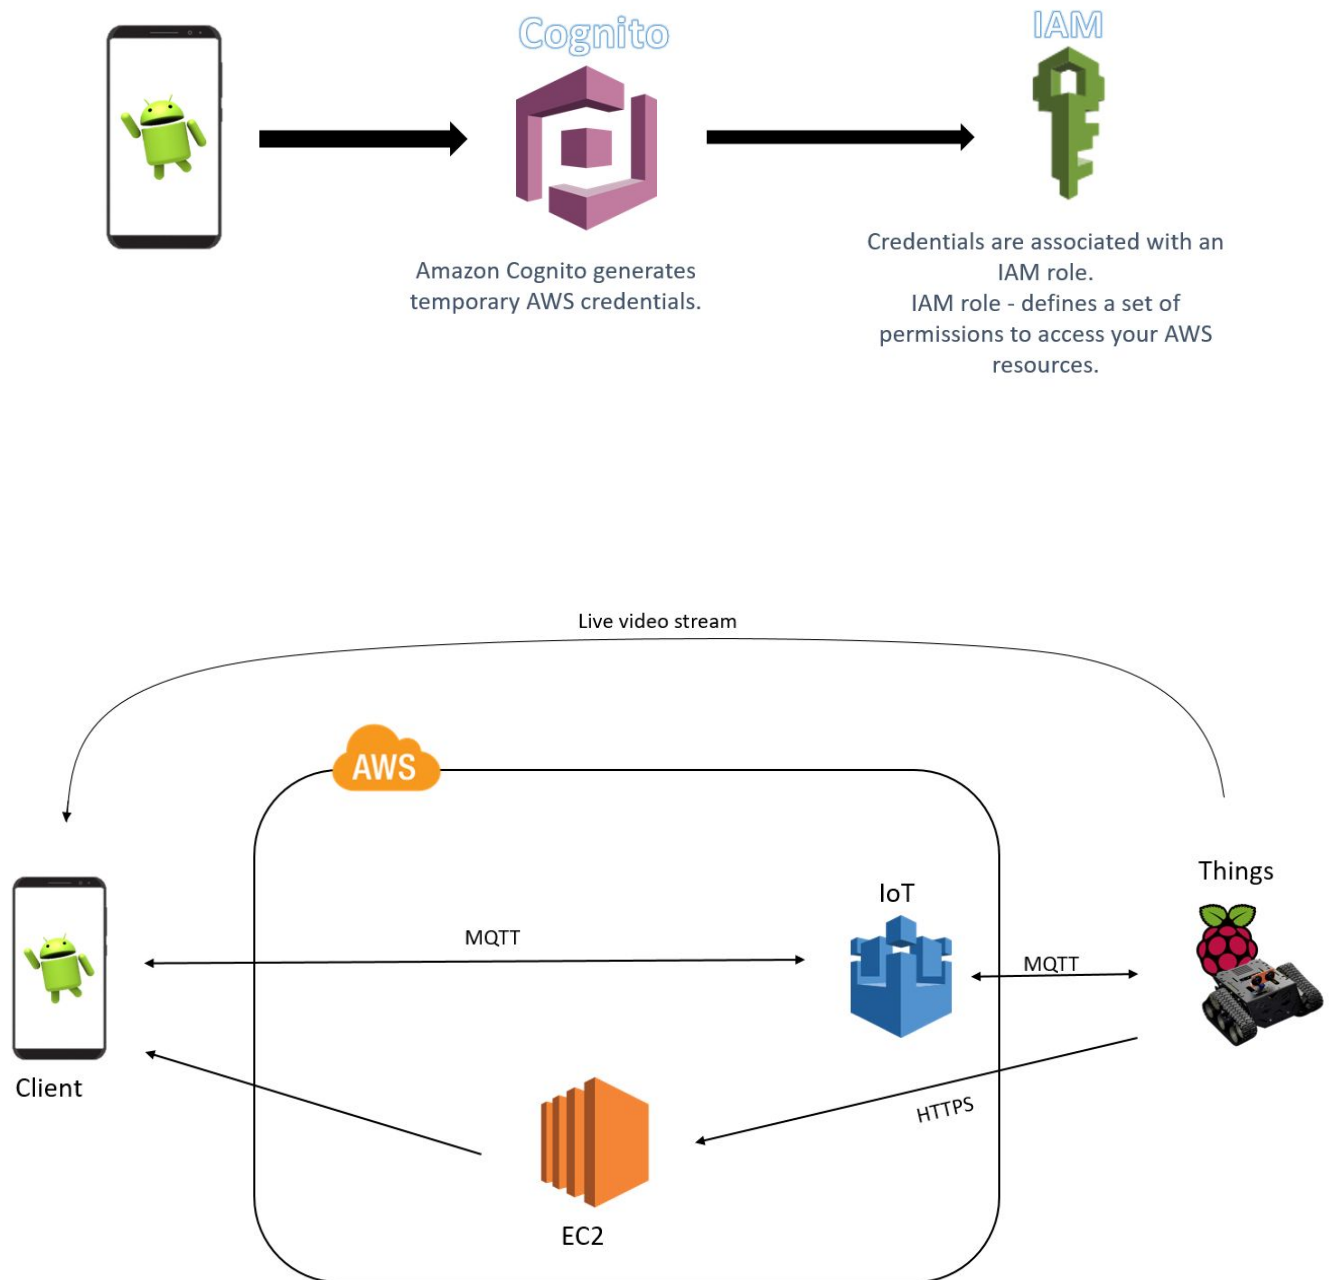 Cognito
IAM
Amazon Cognito generates
temporary AWS credentials.
Credentials are associated with an
IAM role.
IAM role - defines a set of
permissions to access your AWS
resources.
Live video stream
AWS
Things
IoT
MQTT
MQTT
Client
HTTPS
EC2